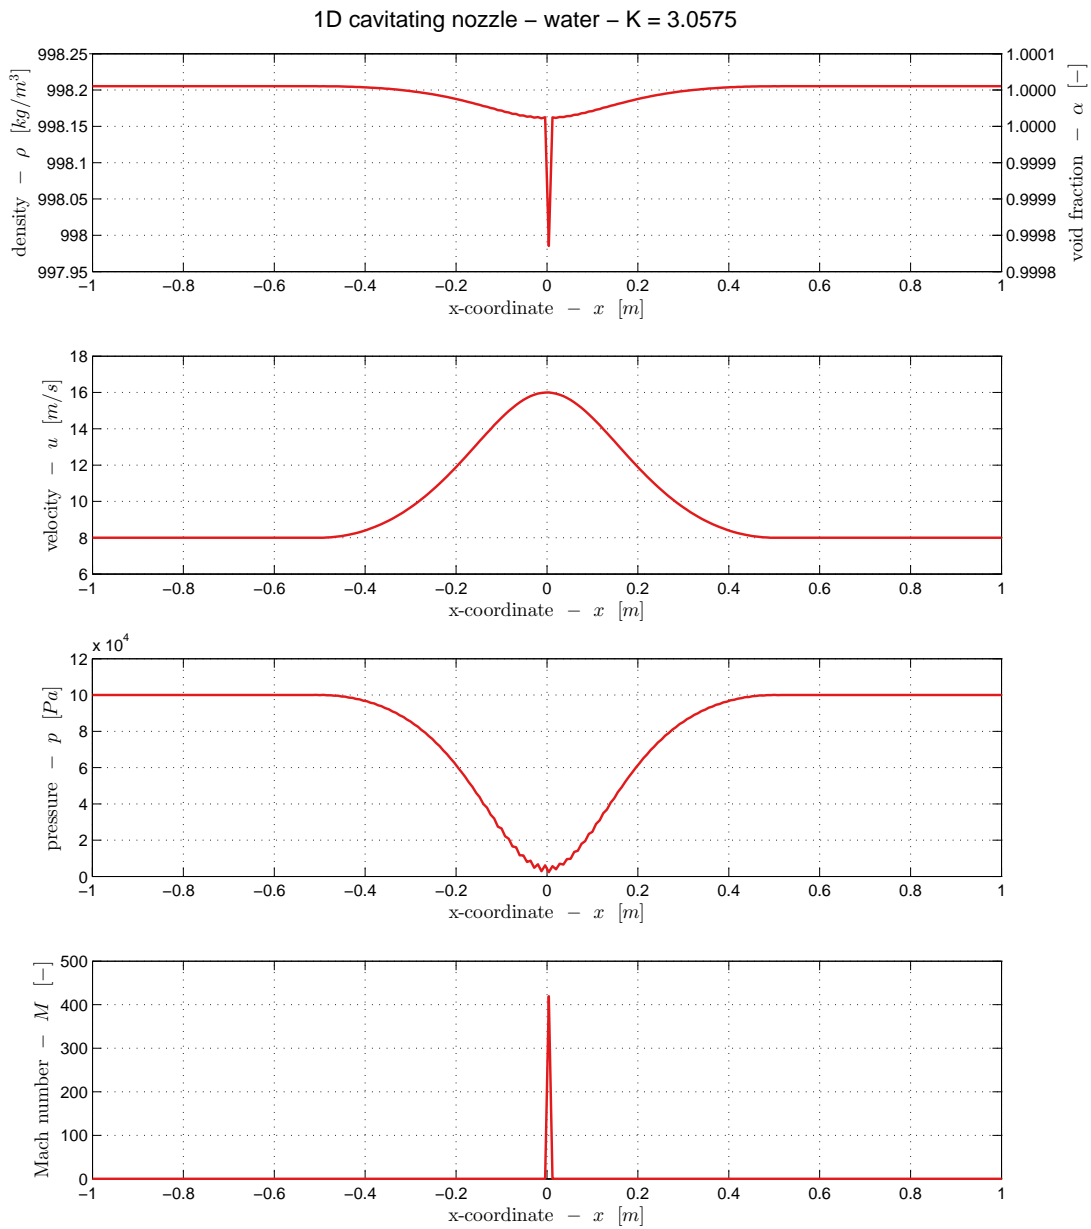 1D cavitating nozzle – water – K = 3.0575
998.25
998.2
998.15
998.1
998.05
998
997.95
density − ρ [kg/m³]
1.0001
1.0000
1.0000
0.9999
0.9999
0.9998
0.9998
void fraction − α [−]
−1 −0.8 −0.6 −0.4 −0.2 0 0.2 0.4 0.6 0.8 1
x-coordinate − x [m]
18
16
14
12
10
8
6
velocity − u [m/s]
−1 −0.8 −0.6 −0.4 −0.2 0 0.2 0.4 0.6 0.8 1
x-coordinate − x [m]
x 10⁴
12
10
8
6
4
2
0
pressure − p [Pa]
−1 −0.8 −0.6 −0.4 −0.2 0 0.2 0.4 0.6 0.8 1
x-coordinate − x [m]
500
400
300
200
100
0
Mach number − M [−]
−1 −0.8 −0.6 −0.4 −0.2 0 0.2 0.4 0.6 0.8 1
x-coordinate − x [m]